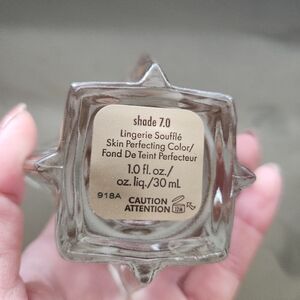 shade 7.0
Lingerie Soufflé
Skin Perfecting Color/
Fond De Teint Perfecteur
1.0 fl. oz./
oz. liq./30 mL
918A
CAUTION
ATTENTION
12M